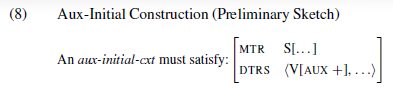 (8) Aux-Initial Construction (Preliminary Sketch)
An aux-initial-cxt must satisfy: [MTR S[...]
DTRS ⟨V[AUX +], ...⟩]